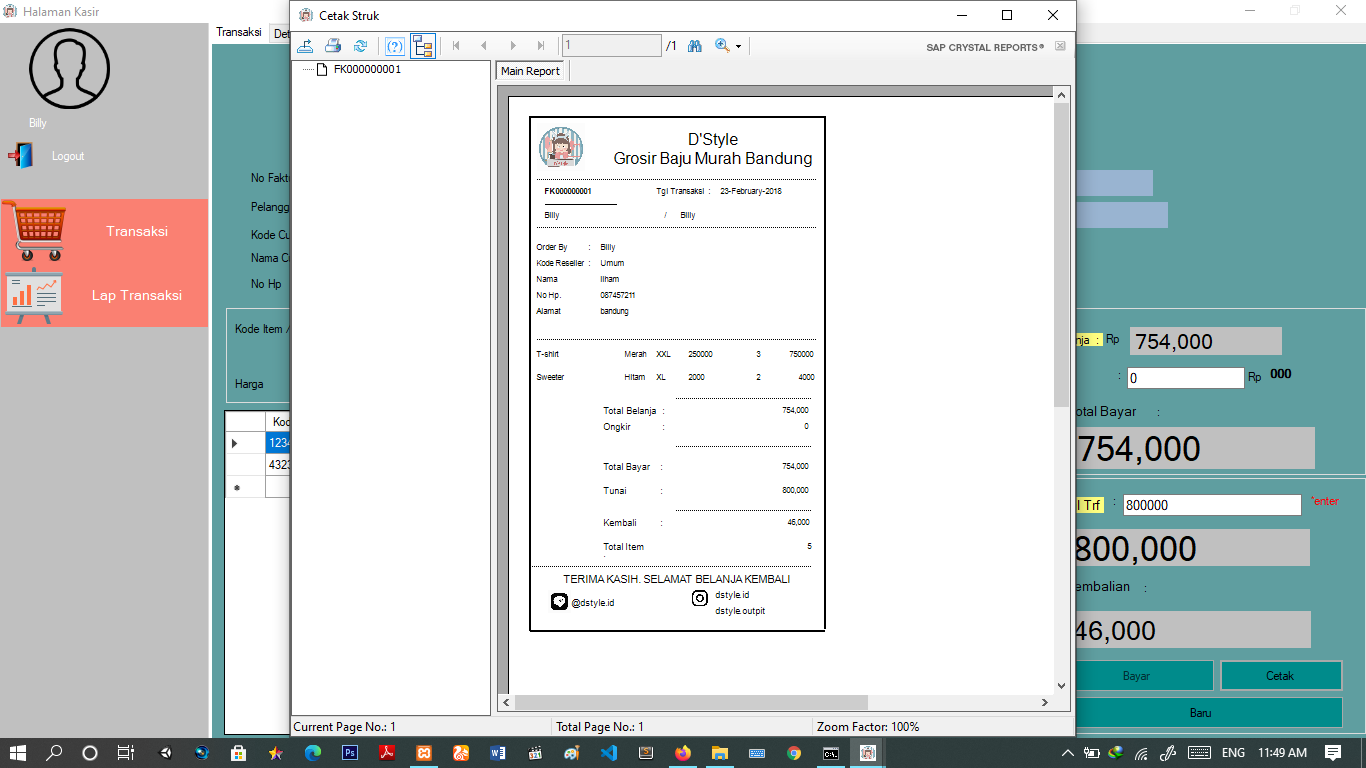 Halaman Kasir
Billy
Logout
Transaksi
Lap Transaksi
Transaksi Det
No Faktu
Pelangg
Kode Cu
Nama C
No Hp
Kode Item /
Harga
Kod
1234
4323
*
Cetak Struk
1 /1
SAP CRYSTAL REPORTS®
FK000000001
Main Report
D'Style
Grosir Baju Murah Bandung
FK000000001 Tgl Transaksi : 23-February-2018
Billy / Billy
Order By : Billy
Kode Reseller : Umum
Nama Ilham
No Hp. 087457211
Alamat bandung
T-shirt Merah XXL 250000 3 750000
Sweeter Hitam XL 2000 2 4000
Total Belanja : 754,000
Ongkir : 0
Total Bayar : 754,000
Tunai : 800,000
Kembali : 46,000
Total Item 5
:
TERIMA KASIH. SELAMAT BELANJA KEMBALI
@dstyle.id dstyle.id
dstyle.outpit
Current Page No.: 1 Total Page No.: 1 Zoom Factor: 100%
nja : Rp 754,000
: 0 Rp 000
otal Bayar :
754,000
l Trf : 800000 *enter
800,000
embalian :
46,000
Bayar Cetak
Baru
ENG 11:49 AM